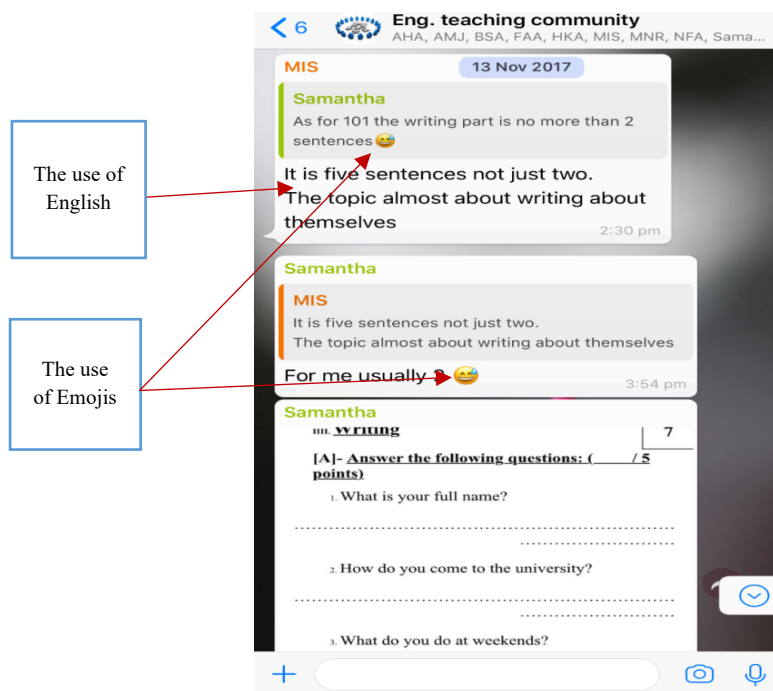 6
Eng. teaching community
AHA, AMJ, BSA, FAA, HKA, MIS, MNR, NFA, Sama...
MIS
13 Nov 2017
Samantha
As for 101 the writing part is no more than 2
sentences😅
It is five sentences not just two.
The topic almost about writing about
themselves
2:30 pm
The use of
English
Samantha
MIS
It is five sentences not just two.
The topic almost about writing about themselves
For me usually 2 😅
3:54 pm
The use
of Emojis
Samantha
IIII. Writing
7
[A]- Answer the following questions: ( / 5
points)
1. What is your full name?
2. How do you come to the university?
3. What do you do at weekends?